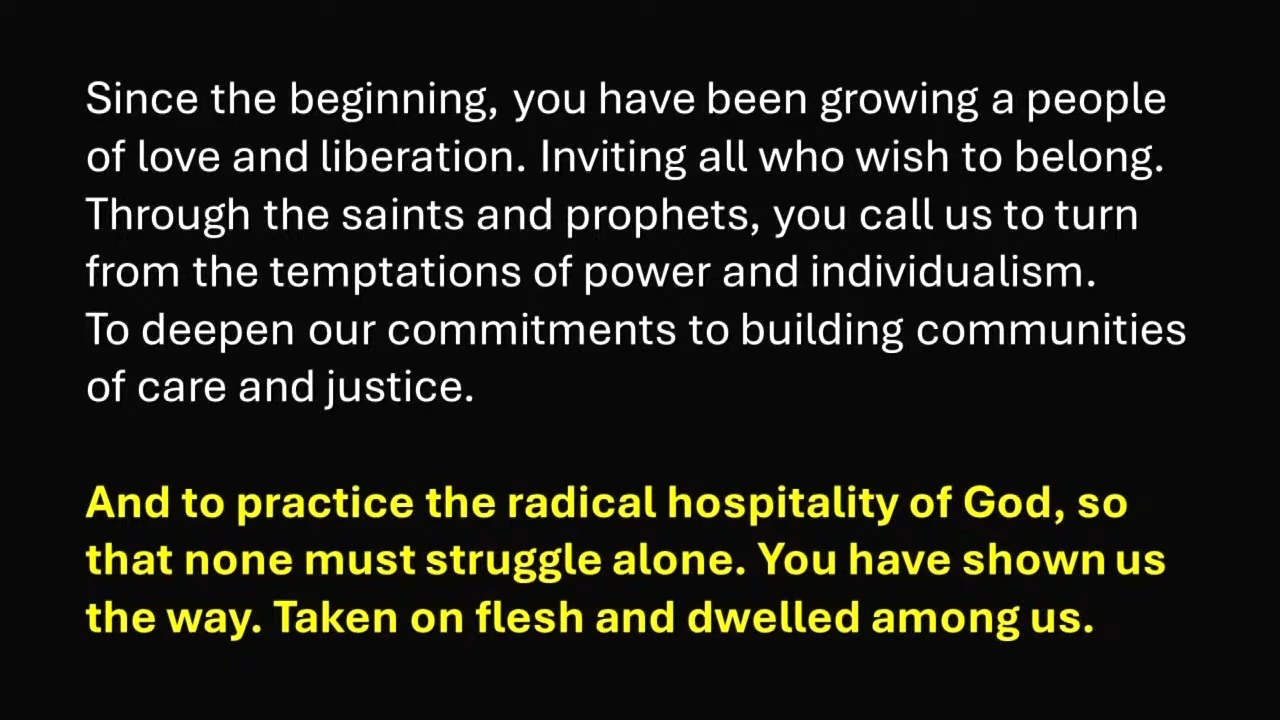 Since the beginning, you have been growing a people
of love and liberation. Inviting all who wish to belong.
Through the saints and prophets, you call us to turn
from the temptations of power and individualism.
To deepen our commitments to building communities
of care and justice.
And to practice the radical hospitality of God, so
that none must struggle alone. You have shown us
the way. Taken on flesh and dwelled among us.